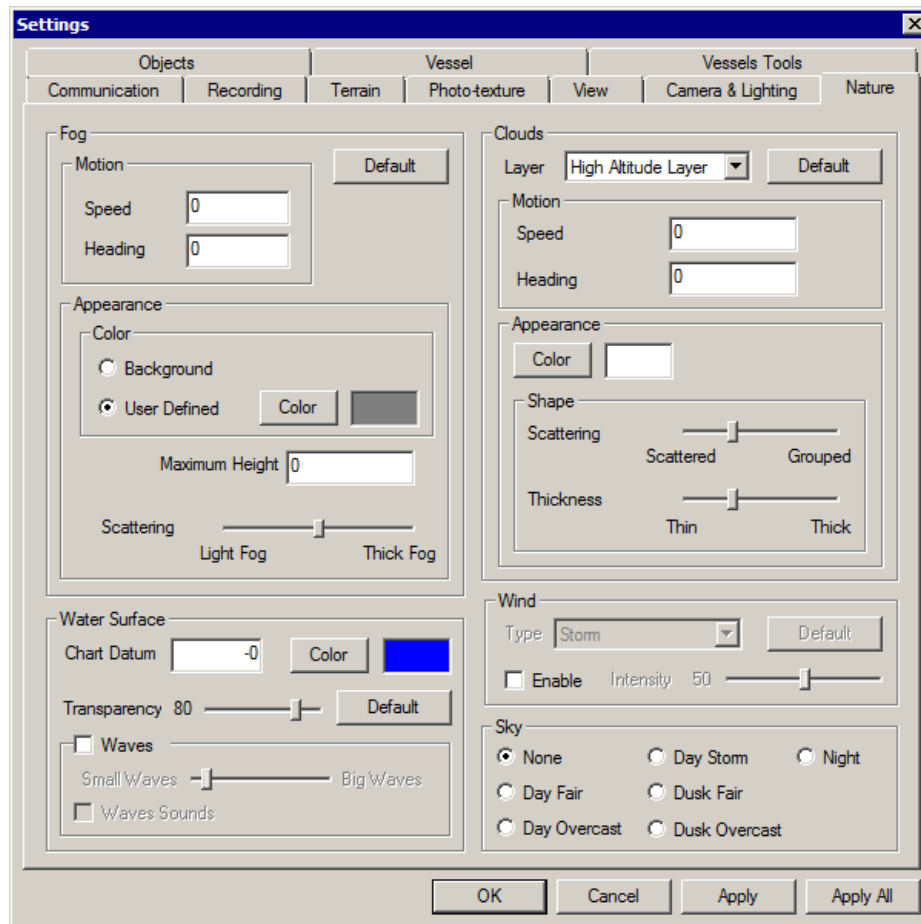 Settings
Objects Vessel Vessels Tools
Communication Recording Terrain Photo-texture View Camera & Lighting Nature
Fog
Default
Motion
Speed 0
Heading 0
Appearance
Color
Background
User Defined Color
Maximum Height 0
Scattering
Light Fog Thick Fog
Water Surface
Chart Datum -0 Color
Transparency 80 Default
Waves
Small Waves Big Waves
Waves Sounds
Clouds
Layer High Altitude Layer Default
Motion
Speed 0
Heading 0
Appearance
Color
Shape
Scattering
Scattered Grouped
Thickness
Thin Thick
Wind
Type Storm Default
Enable Intensity 50
Sky
None Day Storm Night
Day Fair Dusk Fair
Day Overcast Dusk Overcast
OK Cancel Apply Apply All